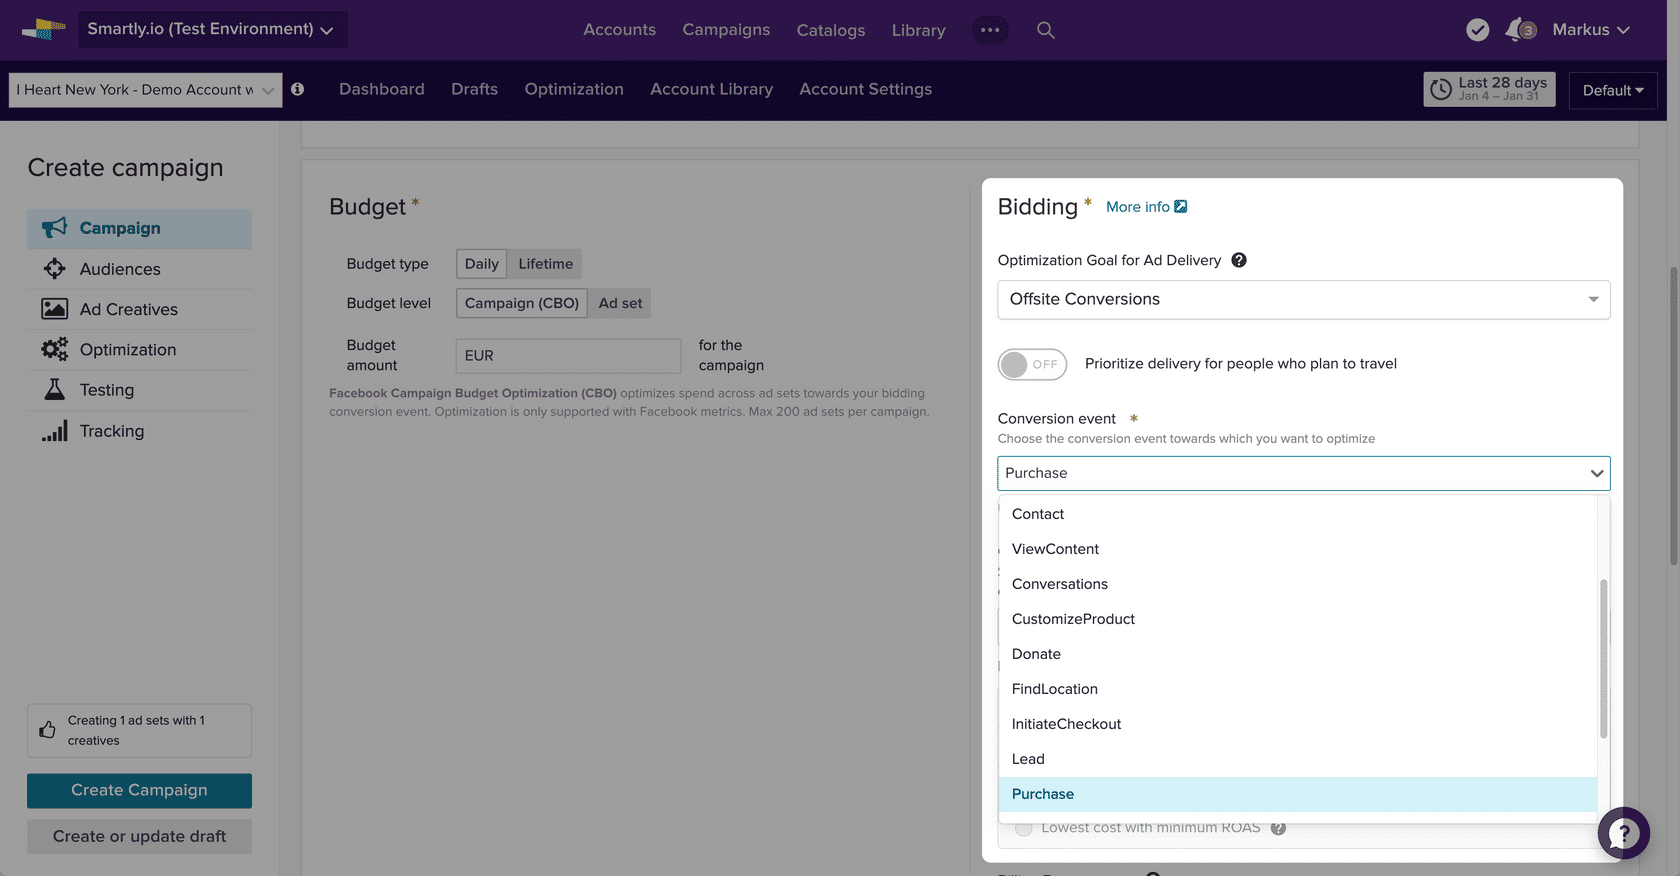 Smartly.io (Test Environment)
Accounts
Campaigns
Catalogs
Library
3
Markus
I Heart New York - Demo Account w
Dashboard
Drafts
Optimization
Account Library
Account Settings
Last 28 days
Jan 4 – Jan 31
Default
Create campaign
Campaign
Audiences
Ad Creatives
Optimization
Testing
Tracking
Creating 1 ad sets with 1
creatives
Create Campaign
Create or update draft
Budget *
Budget type
Daily
Lifetime
Budget level
Campaign (CBO)
Ad set
Budget
amount
EUR
for the
campaign
Facebook Campaign Budget Optimization (CBO) optimizes spend across ad sets towards your bidding
conversion event. Optimization is only supported with Facebook metrics. Max 200 ad sets per campaign.
Bidding *
More info
Optimization Goal for Ad Delivery ?
Offsite Conversions
OFF
Prioritize delivery for people who plan to travel
Conversion event *
Choose the conversion event towards which you want to optimize
Purchase
Contact
ViewContent
Conversations
CustomizeProduct
Donate
FindLocation
InitiateCheckout
Lead
Purchase
Lowest cost with minimum ROAS ?
?